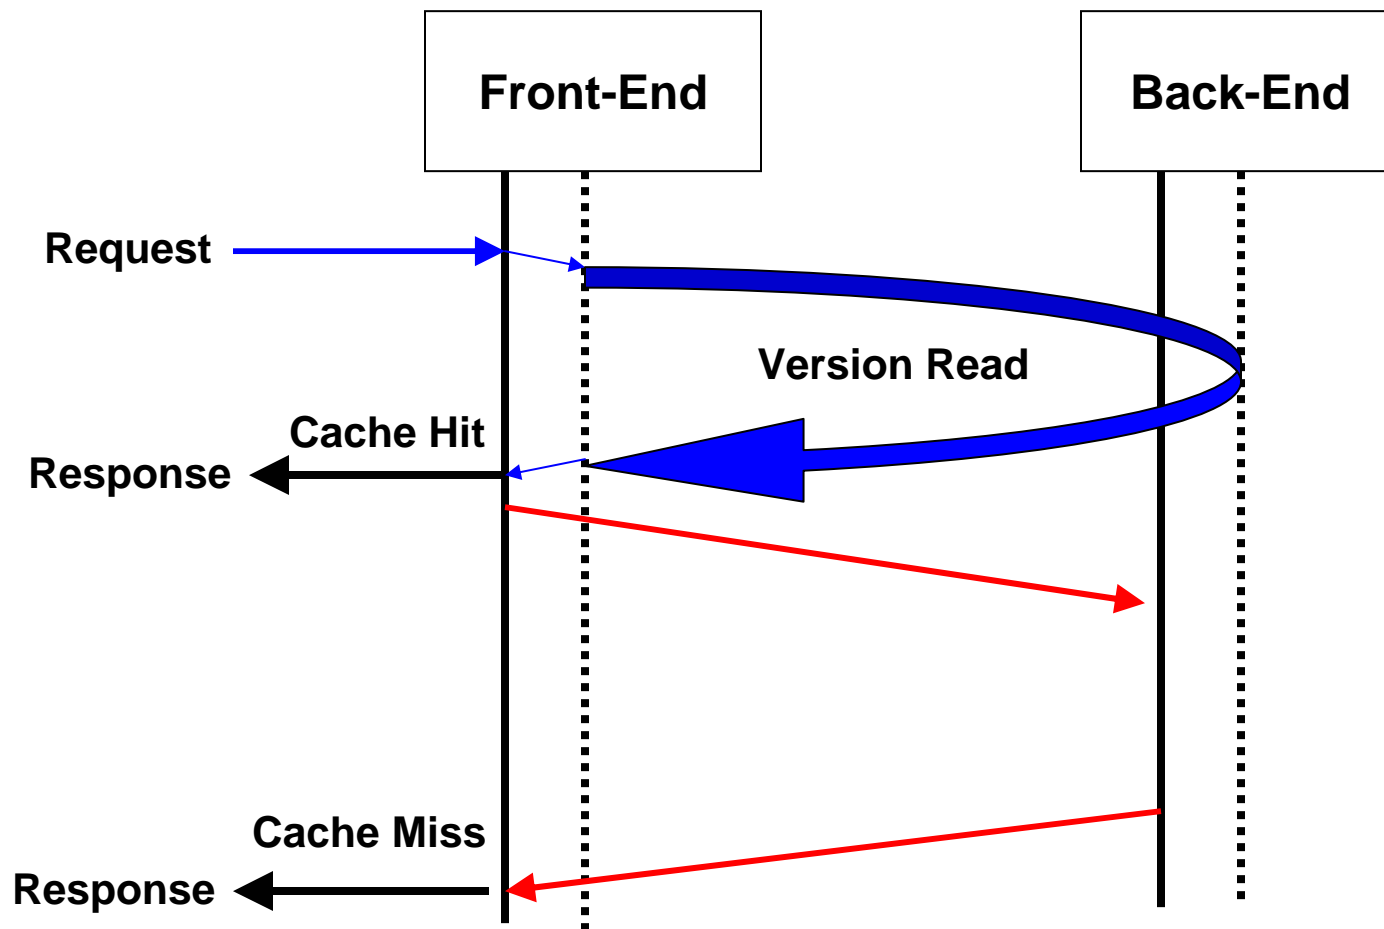 Front-End
Back-End
Request
Version Read
Cache Hit
Response
Cache Miss
Response